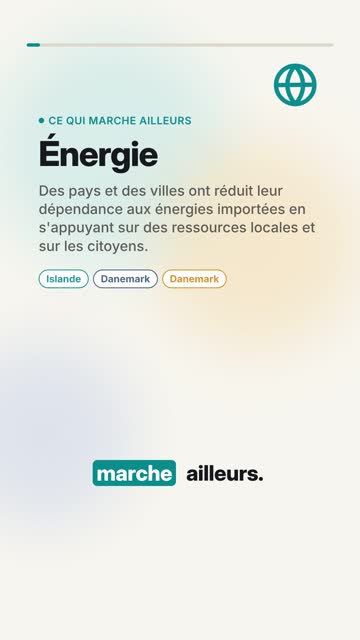 CE QUI MARCHE AILLEURS
Énergie
Des pays et des villes ont réduit leur
dépendance aux énergies importées en
s'appuyant sur des ressources locales et
sur les citoyens.
Islande Danemark Danemark
marche ailleurs.